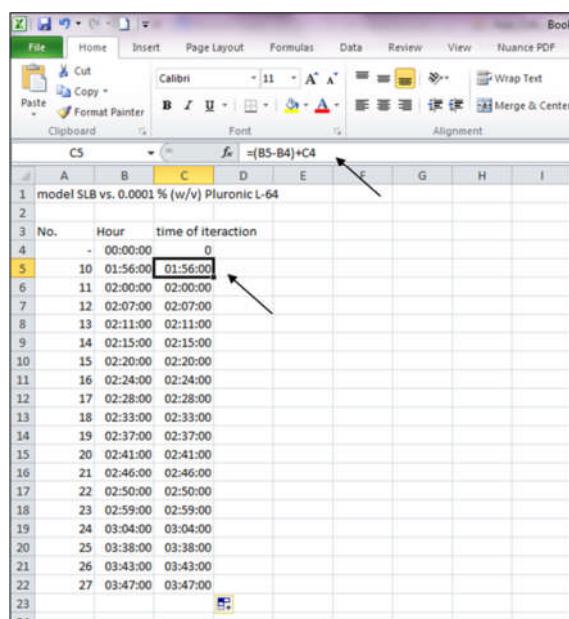 Book
File Home Insert Page Layout Formulas Data Review View Nuance PDF
Cut
Copy
Format Painter
Paste
Clipboard
Calibri 11 A A
B I U A
Font
Wrap Text
Merge & Center
Alignment
C5 fx =(B5-B4)+C4
A B C D E F G H I
1 model SLB vs. 0.0001 % (w/v) Pluronic L-64
2
3 No. Hour time of iteraction
4 - 00:00:00 0
5 10 01:56:00 01:56:00
6 11 02:00:00 02:00:00
7 12 02:07:00 02:07:00
8 13 02:11:00 02:11:00
9 14 02:15:00 02:15:00
10 15 02:20:00 02:20:00
11 16 02:24:00 02:24:00
12 17 02:28:00 02:28:00
13 18 02:33:00 02:33:00
14 19 02:37:00 02:37:00
15 20 02:41:00 02:41:00
16 21 02:46:00 02:46:00
17 22 02:50:00 02:50:00
18 23 02:59:00 02:59:00
19 24 03:04:00 03:04:00
20 25 03:38:00 03:38:00
21 26 03:43:00 03:43:00
22 27 03:47:00 03:47:00
23